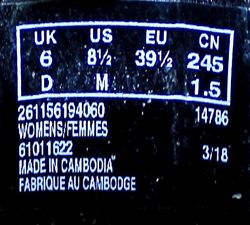 UK US EU CN
6 8½ 39½ 245
D M 1.5
261156194060 14786
WOMENS/FEMMES
61011622 3/18
MADE IN CAMBODIA
FABRIQUE AU CAMBODGE